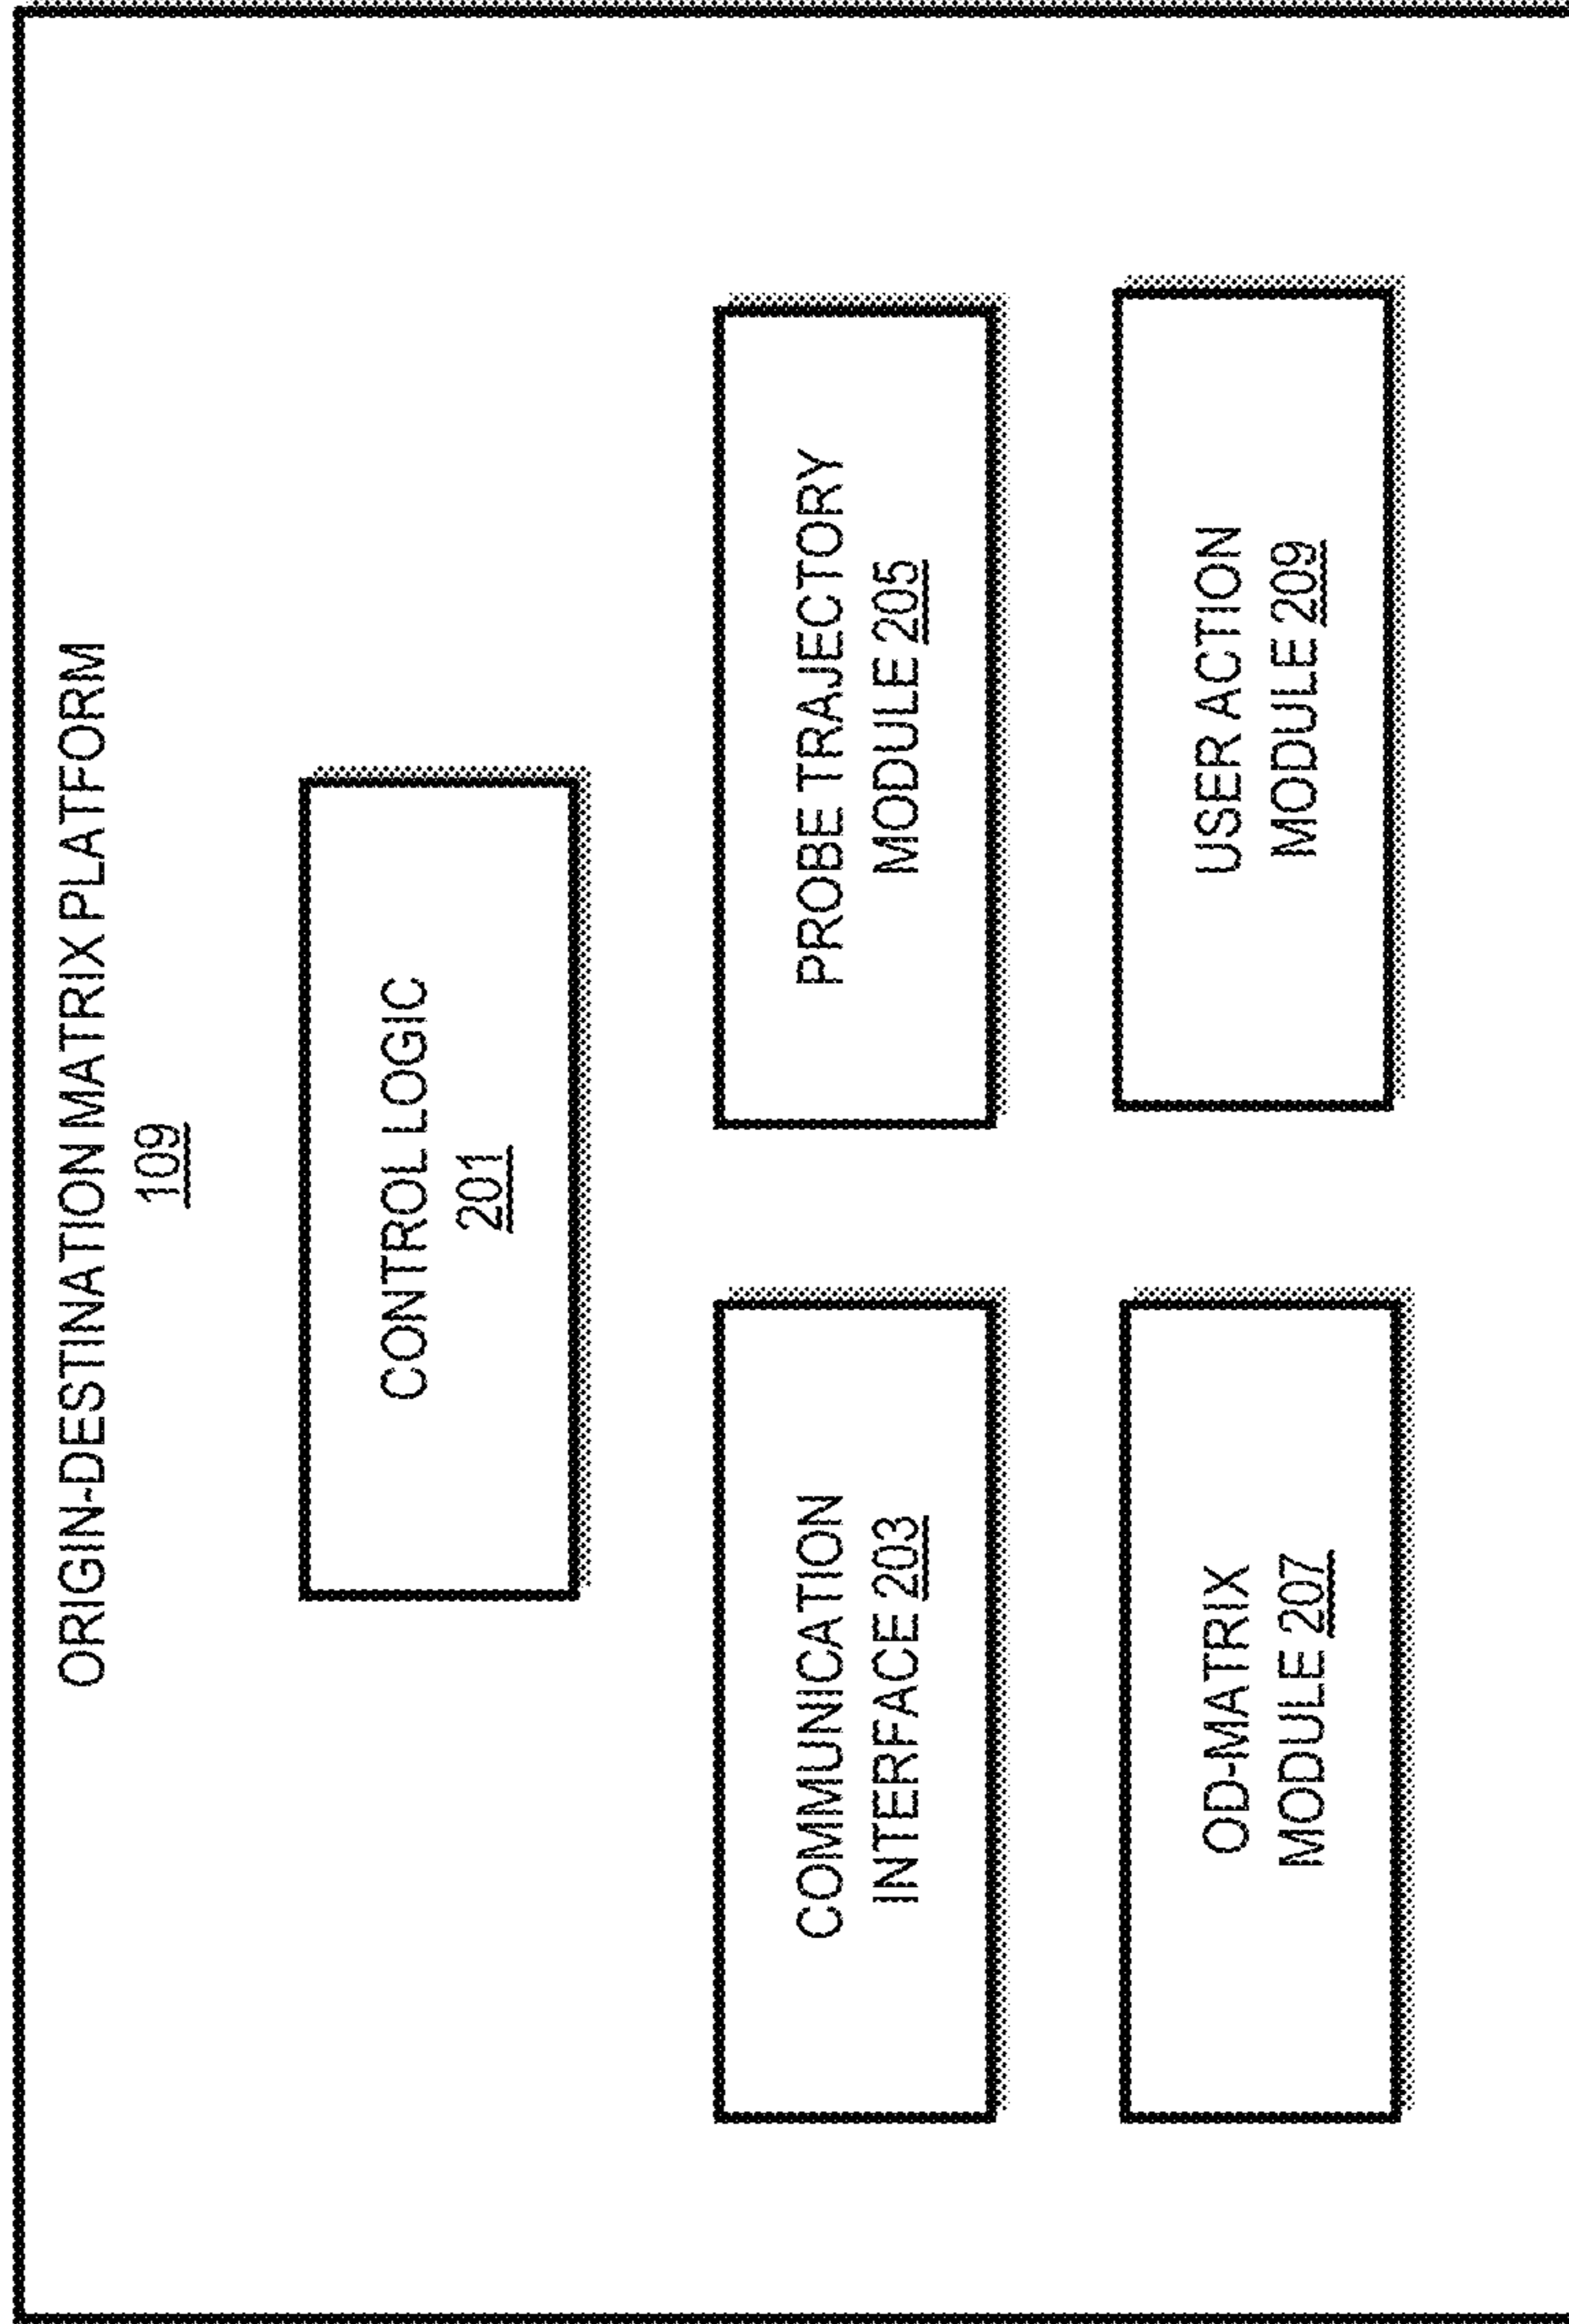 ORIGIN-DESTINATION MATRIX PLATFORM
109
CONTROL LOGIC
201
COMMUNICATION
INTERFACE 203
PROBE TRAJECTORY
MODULE 205
OD-MATRIX
MODULE 207
USER ACTION
MODULE 209